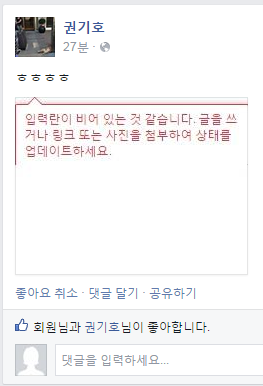 권기호
27분 ·
ㅎㅎㅎㅎ
입력란이 비어 있는 것 같습니다. 글을 쓰
거나 링크 또는 사진을 첨부하여 상태를
업데이트하세요.
좋아요 취소 · 댓글 달기 · 공유하기
회원님과 권기호님이 좋아합니다.
댓글을 입력하세요...